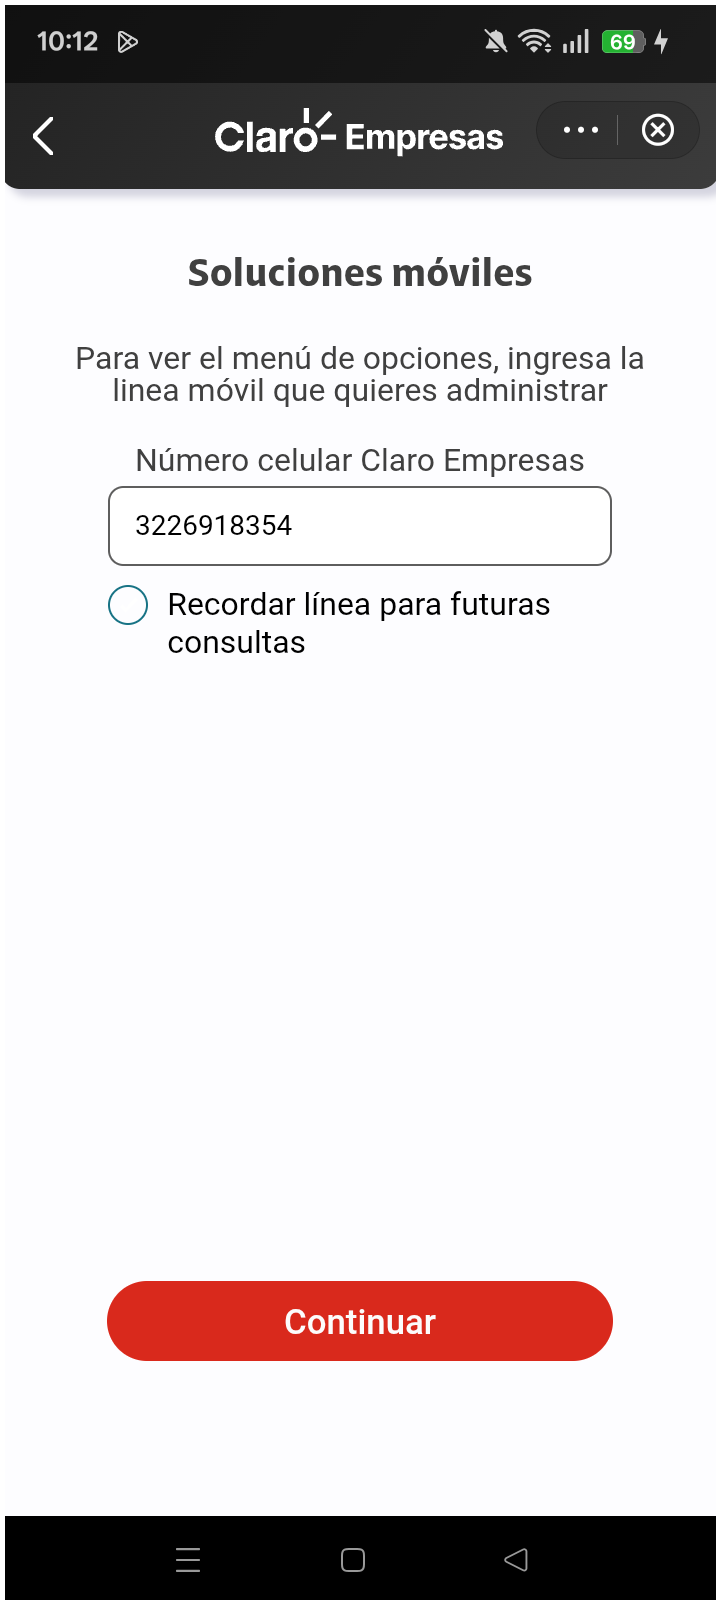 10:12
69
Claro Empresas
Soluciones móviles
Para ver el menú de opciones, ingresa la
linea móvil que quieres administrar
Número celular Claro Empresas
3226918354
Recordar línea para futuras
consultas
Continuar